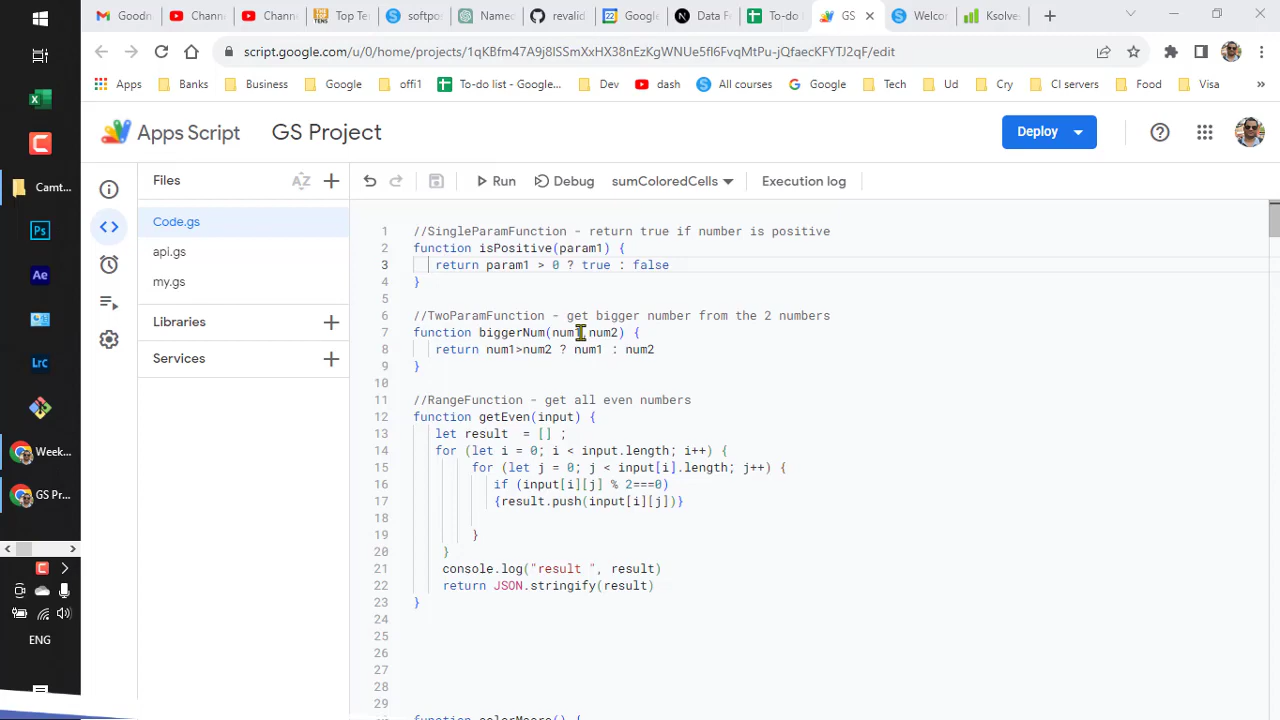 Goodn
Chann
Chann
Top Te
softpos
Named
revalid
Google
Data F
To-do l
GS
Welco
Ksolves
script.google.com/u/0/home/projects/
Apps
Banks
Business
Google
offi1
To-do list - Google...
Dev
dash
All courses
Google
Tech
Ud
Cry
CI servers
Food
Visa
»
Apps Script
GS Project
Deploy
Files
AZ
Run
Debug
sumColoredCells
Execution log
Code.gs
api.gs
my.gs
Libraries
Services
1 //SingleParamFunction - return true if number is positive
2 function isPositive(param1) {
3 return param1 > 0 ? true : false
4 }
5
6 //TwoParamFunction - get bigger number from the 2 numbers
7 function biggerNum(num1,num2) {
8 return num1>num2 ? num1 : num2
9 }
10
11 //RangeFunction - get all even numbers
12 function getEven(input) {
13 let result = [] ;
14 for (let i = 0; i < input.length; i++) {
15 for (let j = 0; j < input[i].length; j++) {
16 if (input[i][j] % 2===0)
17 {result.push(input[i][j])}
18
19 }
20 }
21 console.log("result ", result)
22 return JSON.stringify(result)
23 }
24
25
26
27
28
29
Camt...
Ps
Ae
Lrc
Week...
GS Pr...
ENG